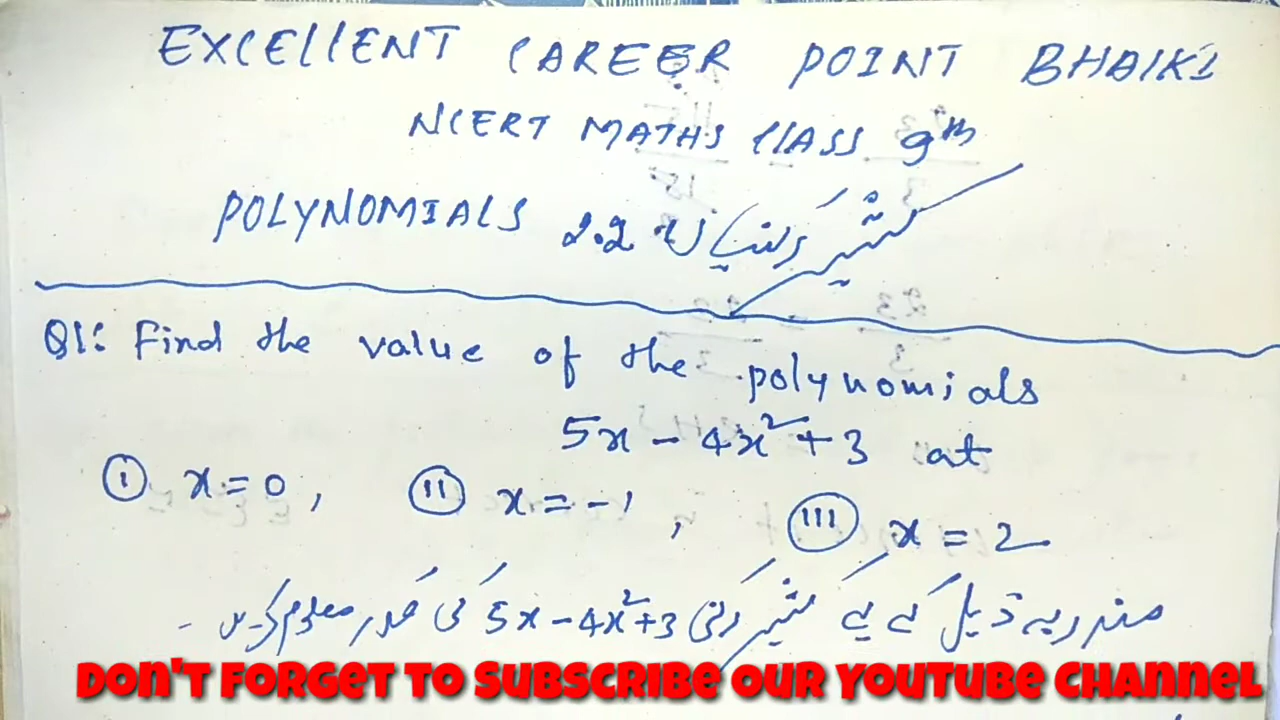 EXCELLENT CAREER POINT BHAIKI
NCERT MATHS CLASS 9th
POLYNOMIALS 2.2 کثیر رکنیاں
Q1: Find the value of the polynomials
5x - 4x² + 3 at
(i) x = 0, (ii) x = -1, (iii) x = 2
مندرجہ ذیل کے لیے کثیر رکنی 5x - 4x² + 3 کی قدر معلوم کریں۔
DON'T FORGET TO SUBSCRIBE OUR YOUTUBE CHANNEL